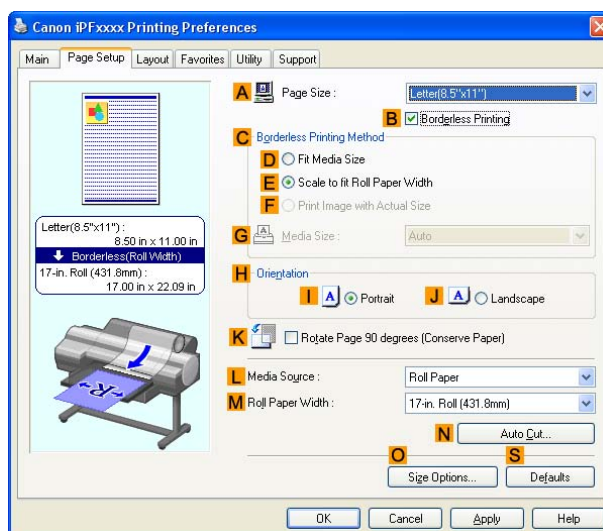 Canon iPFxxxx Printing Preferences
Main Page Setup Layout Favorites Utility Support
A Page Size : Letter(8.5"x11")
B Borderless Printing
C Borderless Printing Method
D Fit Media Size
E Scale to fit Roll Paper Width
F Print Image with Actual Size
G A Media Size : Auto
Letter(8.5"x11") :
8.50 in x 11.00 in
Borderless(Roll Width)
17-in. Roll (431.8mm) :
17.00 in x 22.09 in
H Orientation
I A Portrait J A Landscape
K Rotate Page 90 degrees (Conserve Paper)
R
L Media Source : Roll Paper
M Roll Paper Width : 17-in. Roll (431.8mm)
N Auto Cut...
O S
Size Options... Defaults
OK Cancel Apply Help